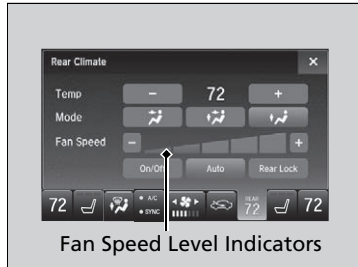 Rear Climate ×
Temp − 72 +
Mode
Fan Speed − +
On/Off Auto Rear Lock
72 • A/C REAR 72 72
• SYNC
Fan Speed Level Indicators